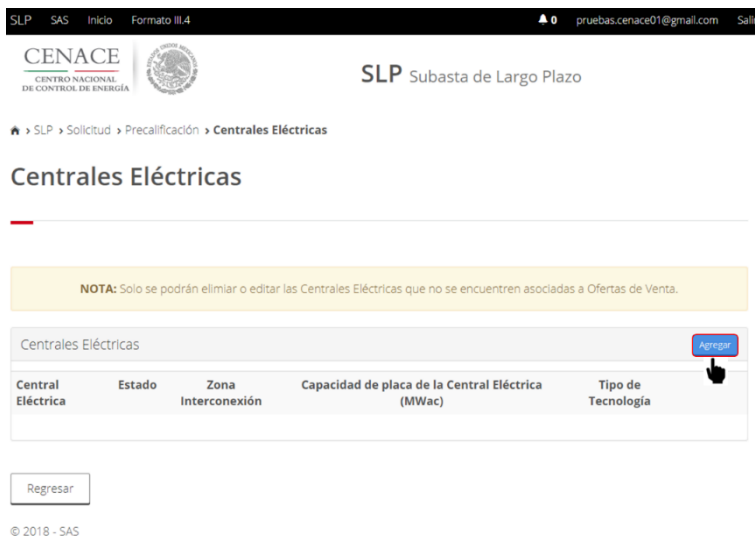 SLP SAS Inicio Formato III.4 0 pruebas.cenace01@gmail.com
CENACE
CENTRO NACIONAL
DE CONTROL DE ENERGÍA
SLP Subasta de Largo Plazo
> SLP > Solicitud > Precalificación > Centrales Eléctricas
Centrales Eléctricas
NOTA: Solo se podrán elimiar o editar las Centrales Eléctricas que no se encuentren asociadas a Ofertas de Venta.
Centrales Eléctricas Agregar
Central Estado Zona Capacidad de placa de la Central Eléctrica Tipo de
Eléctrica Interconexión (MWac) Tecnología
Regresar
© 2018 - SAS